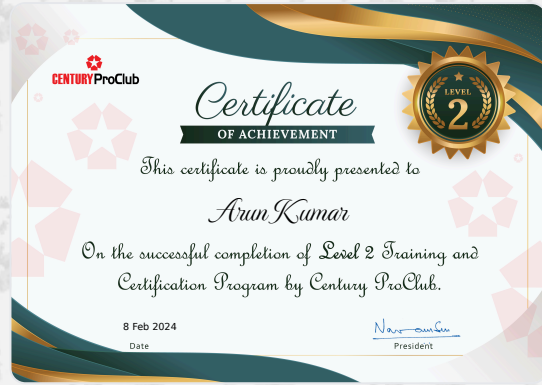 CENTURY ProClub
LEVEL
2
Certificate
OF ACHIEVEMENT
This certificate is proudly presented to
Arun Kumar
On the successful completion of Level 2 Training and
Certification Program by Century ProClub.
8 Feb 2024
Date
President